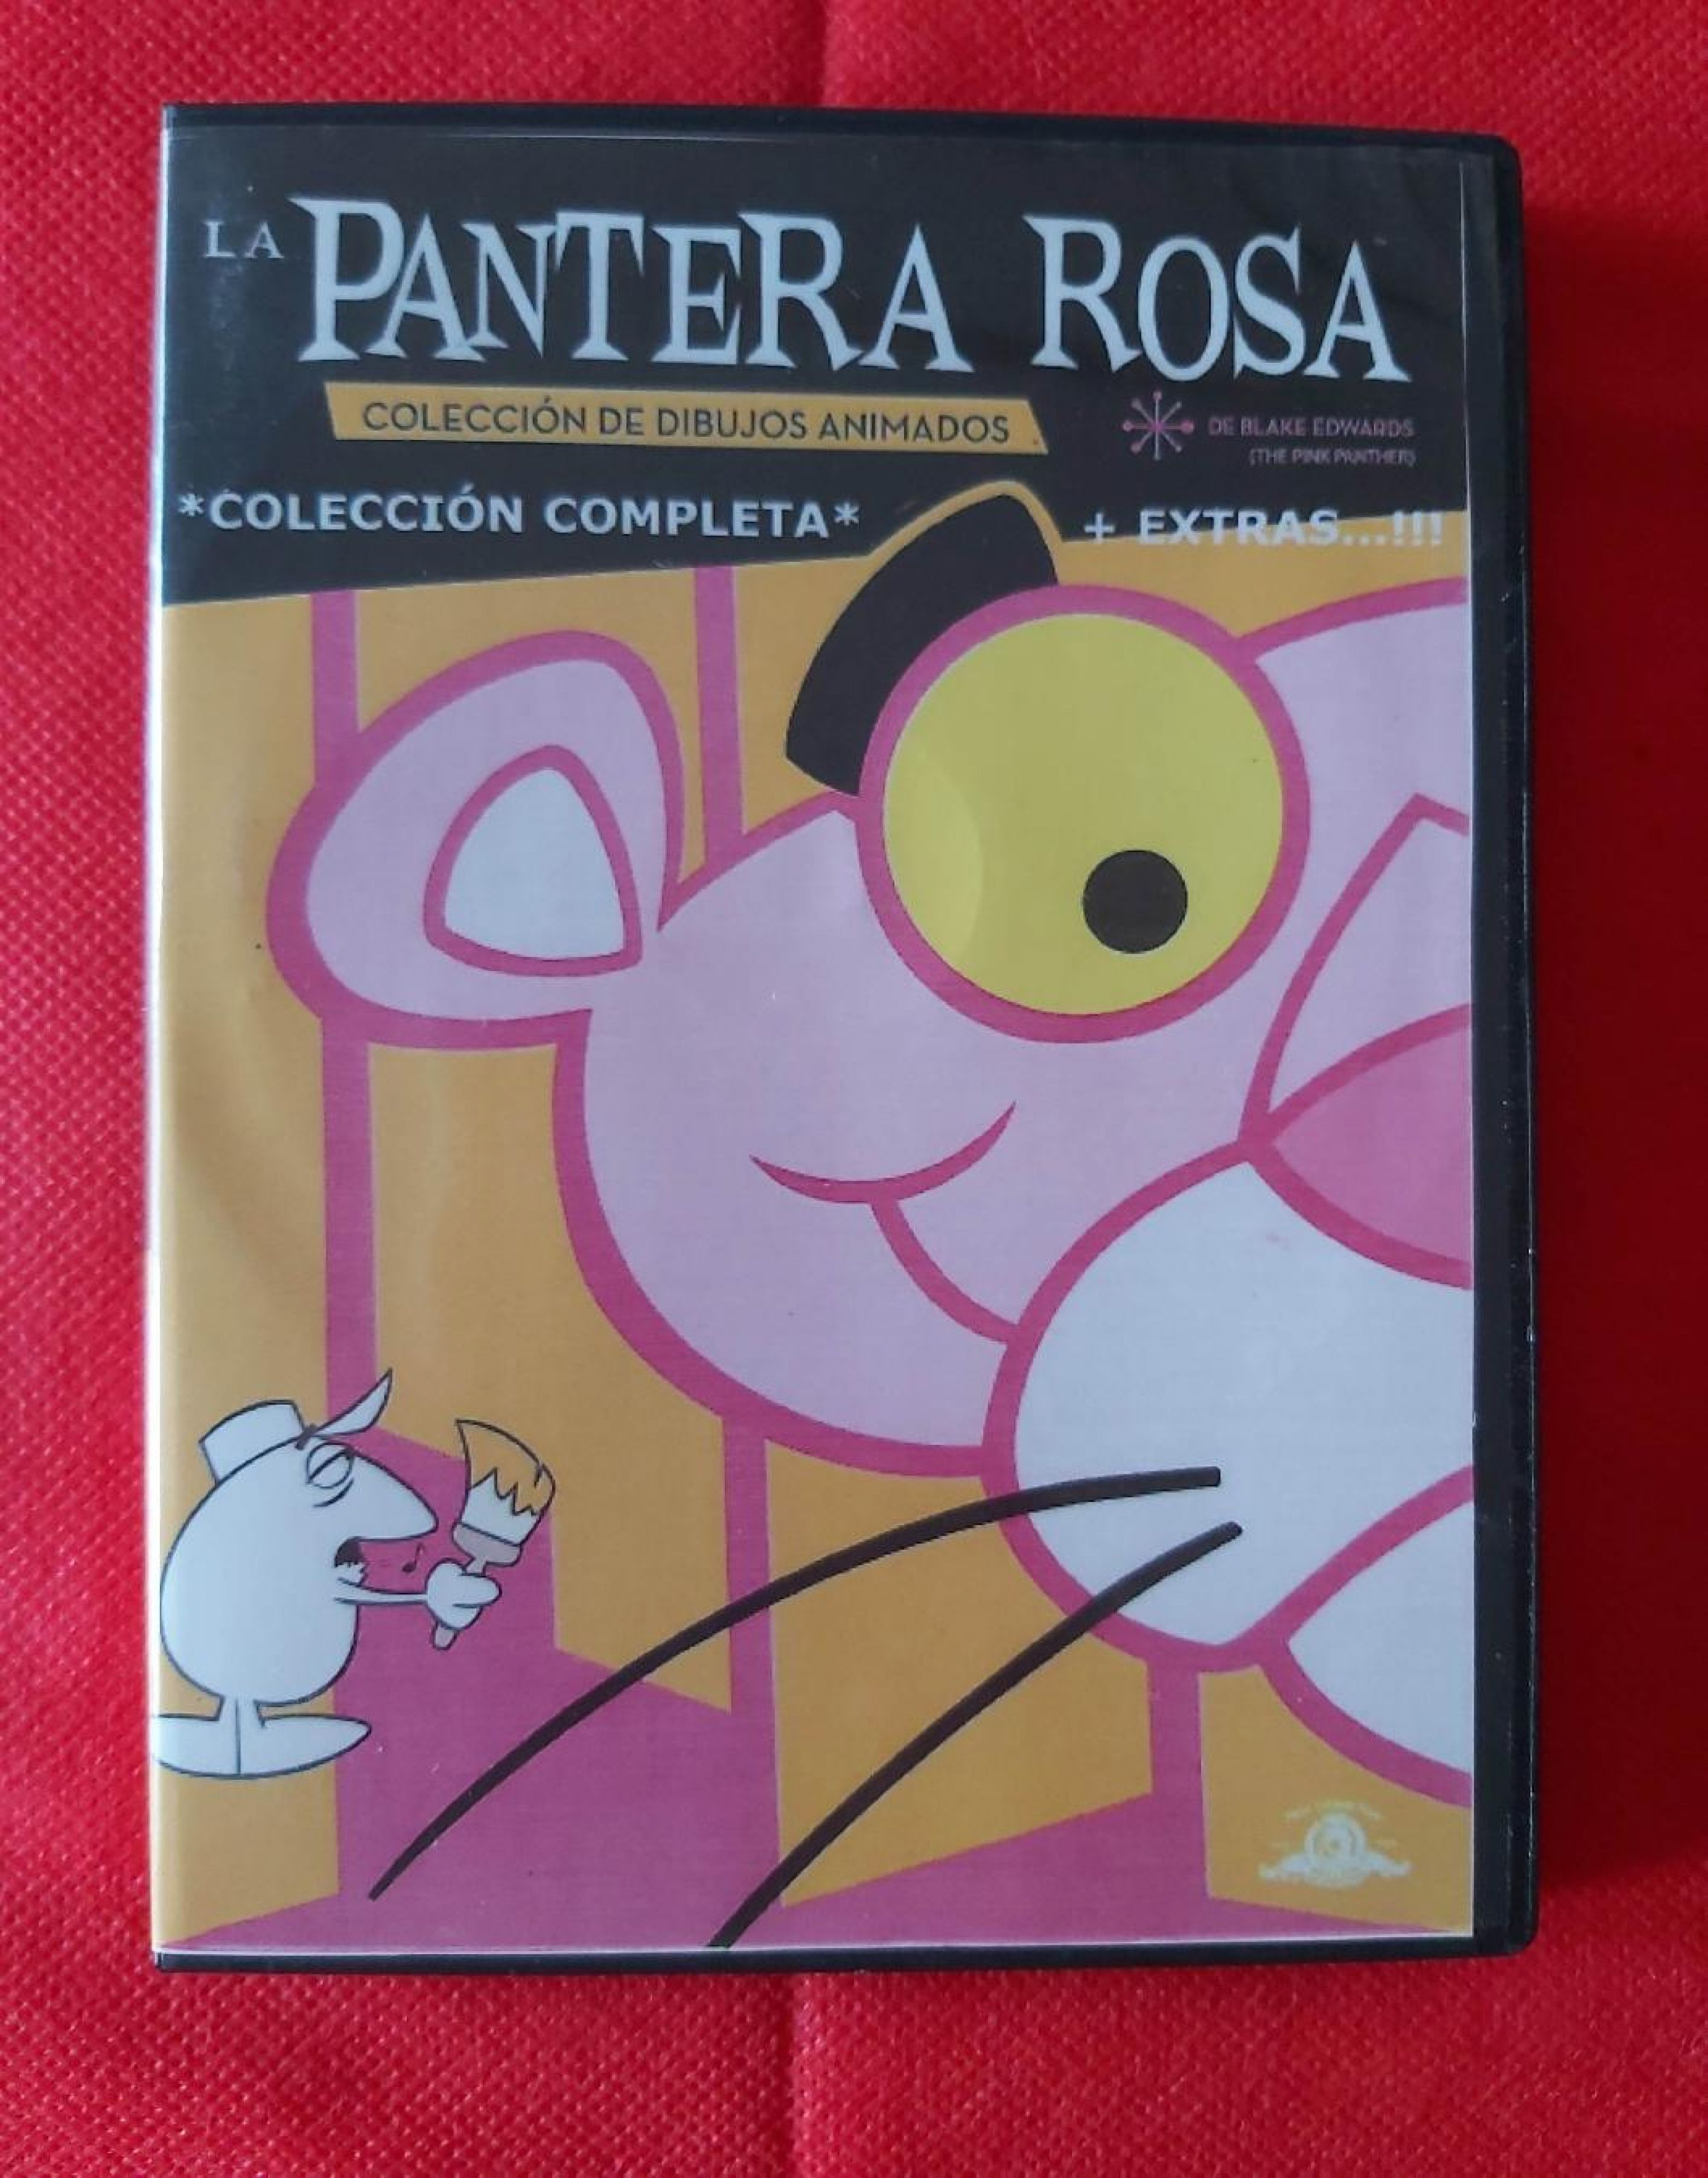 LA PANTERA ROSA
COLECCIÓN DE DIBUJOS ANIMADOS
DE BLAKE EDWARDS
(THE PINK PANTHER)
*COLECCIÓN COMPLETA* + EXTRAS...!!!